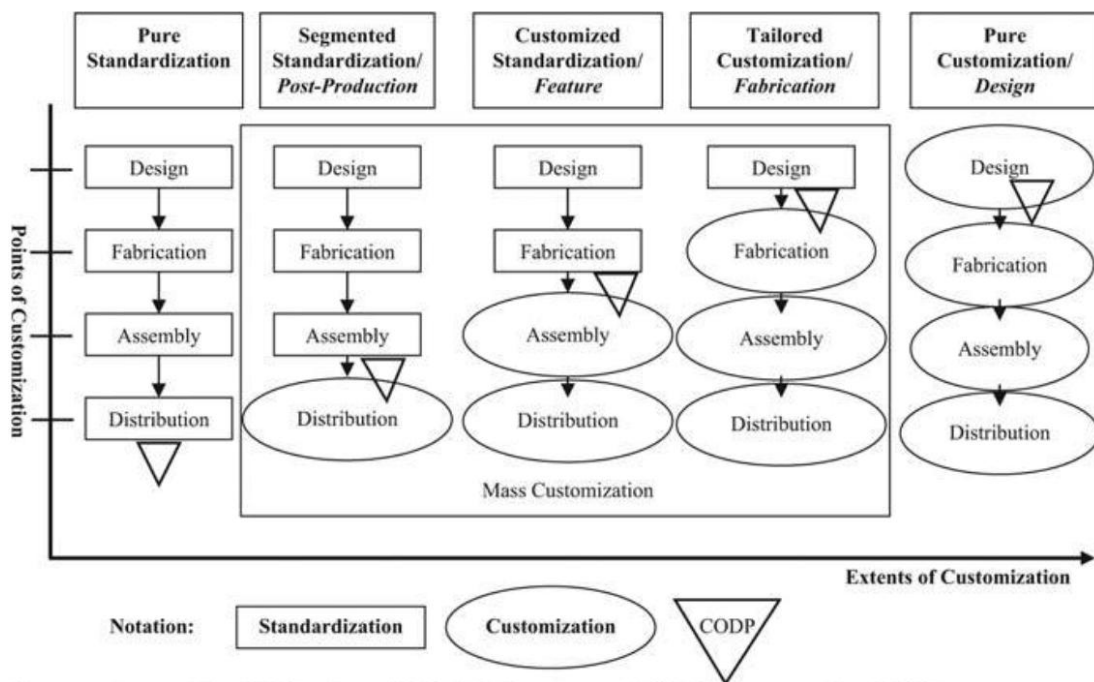 Pure
Standardization
Segmented
Standardization/
Post-Production
Customized
Standardization/
Feature
Tailored
Customization/
Fabrication
Pure
Customization/
Design
Points of Customization
Design
Fabrication
Assembly
Distribution
Design
Fabrication
Assembly
Distribution
Design
Fabrication
Assembly
Distribution
Design
Fabrication
Assembly
Distribution
Design
Fabrication
Assembly
Distribution
Mass Customization
Extents of Customization
Notation:
Standardization
Customization
CODP